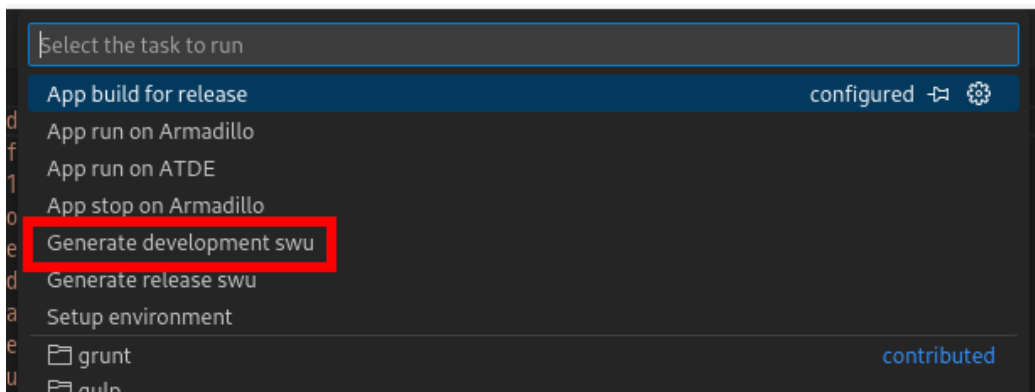 Select the task to run
App build for release configured
App run on Armadillo
App run on ATDE
App stop on Armadillo
Generate development swu
Generate release swu
Setup environment
grunt contributed
gulp